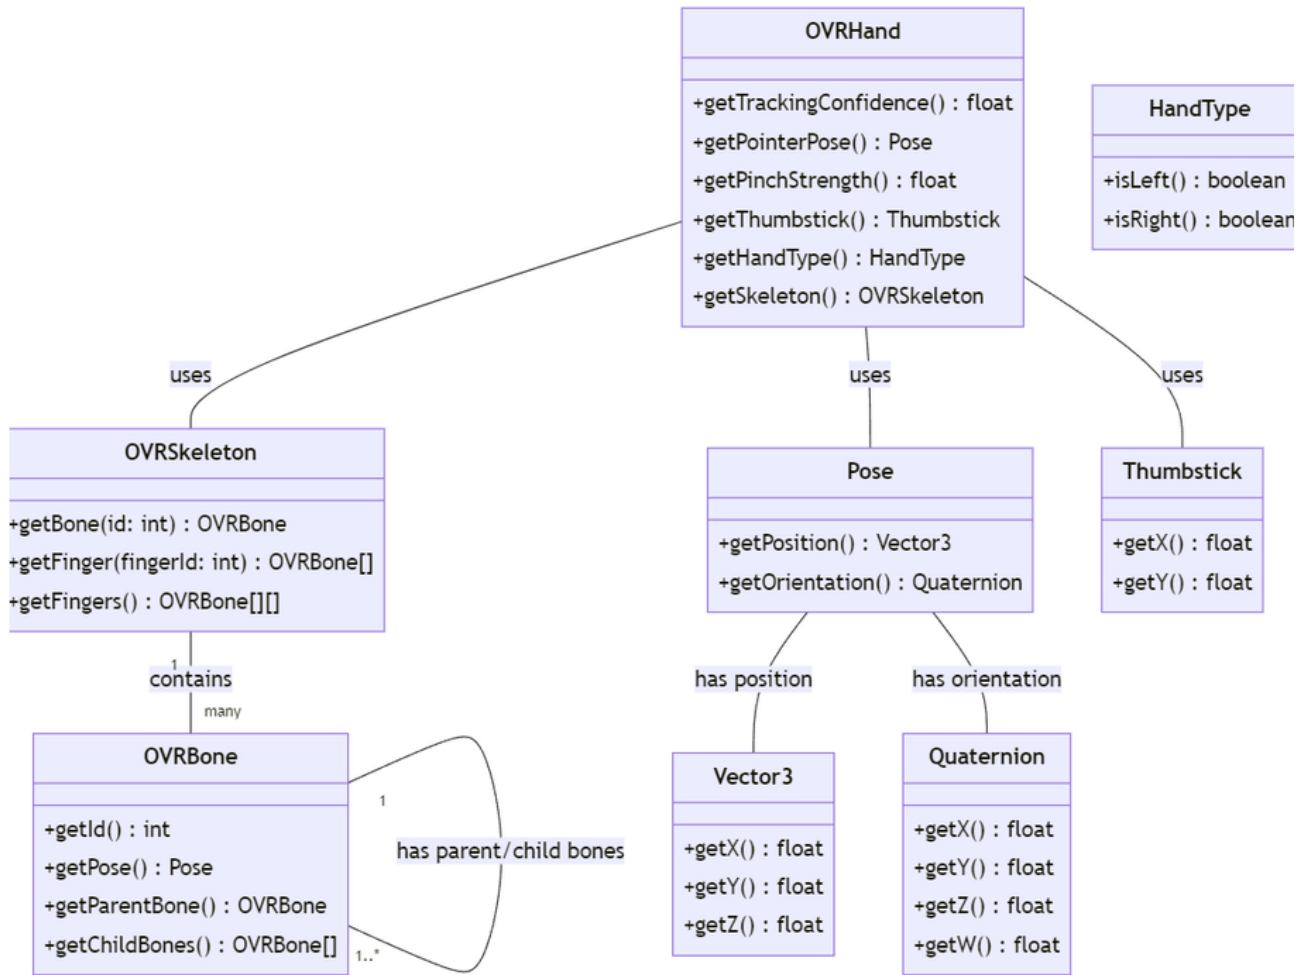 OVRHand
+getTrackingConfidence() : float
+getPointerPose() : Pose
+getPinchStrength() : float
+getThumbstick() : Thumbstick
+getHandType() : HandType
+getSkeleton() : OVRSkeleton
HandType
+isLeft() : boolean
+isRight() : boolean
uses
uses
uses
OVRSkeleton
+getBone(id: int) : OVRBone
+getFinger(fingerId: int) : OVRBone[]
+getFingers() : OVRBone[][]
Pose
+getPosition() : Vector3
+getOrientation() : Quaternion
Thumbstick
+getX() : float
+getY() : float
1
contains
many
has position
has orientation
OVRBone
+getId() : int
+getPose() : Pose
+getParentBone() : OVRBone
+getChildBones() : OVRBone[]
1
has parent/child bones
1..*
Vector3
+getX() : float
+getY() : float
+getZ() : float
Quaternion
+getX() : float
+getY() : float
+getZ() : float
+getW() : float